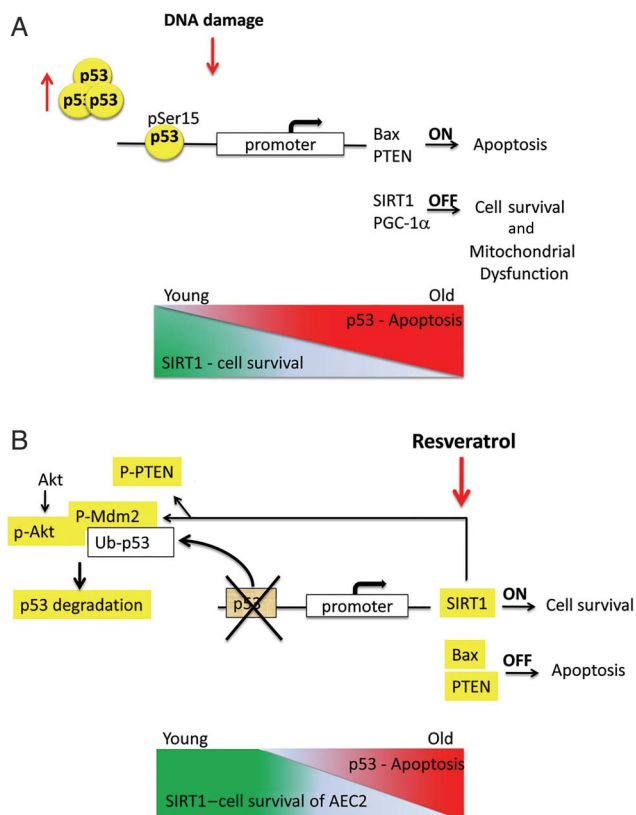 A
DNA damage
p53
p53 p53
pSer15
p53
promoter
Bax
PTEN
ON
Apoptosis
SIRT1
PGC-1α
OFF
Cell survival
and
Mitochondrial
Dysfunction
Young
Old
p53 - Apoptosis
SIRT1 - cell survival
B
Resveratrol
P-PTEN
Akt
P-Mdm2
p-Akt
Ub-p53
p53 degradation
p53
promoter
SIRT1
ON
Cell survival
Bax
PTEN
OFF
Apoptosis
Young
Old
p53 - Apoptosis
SIRT1–cell survival of AEC2